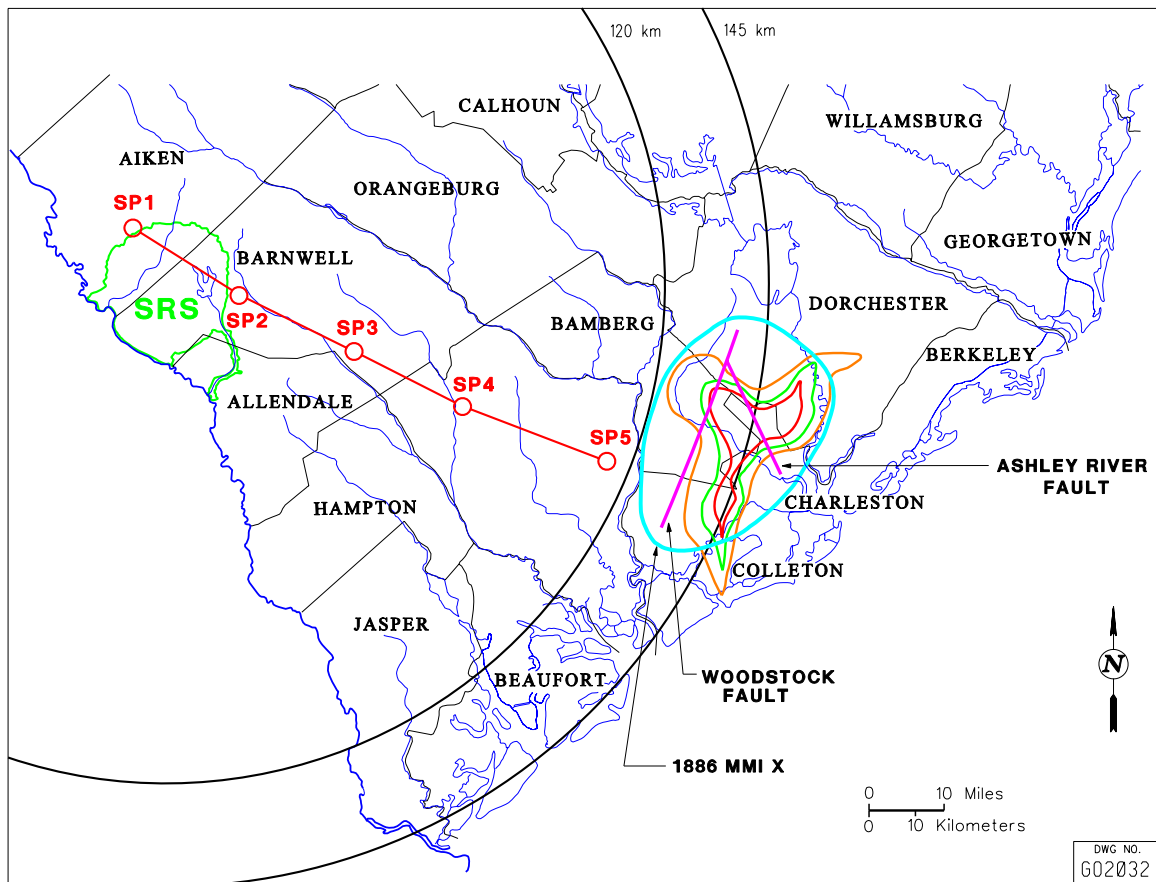 120 km
145 km
CALHOUN
WILLAMSBURG
AIKEN
ORANGEBURG
SP1
GEORGETOWN
BARNWELL
SRS
SP2
SP3
BAMBERG
DORCHESTER
BERKELEY
ALLENDALE
SP4
SP5
ASHLEY RIVER
FAULT
HAMPTON
CHARLESTON
COLLETON
JASPER
BEAUFORT
WOODSTOCK
FAULT
N
1886 MMI X
0 10 Miles
0 10 Kilometers
DWG NO.
GO2032